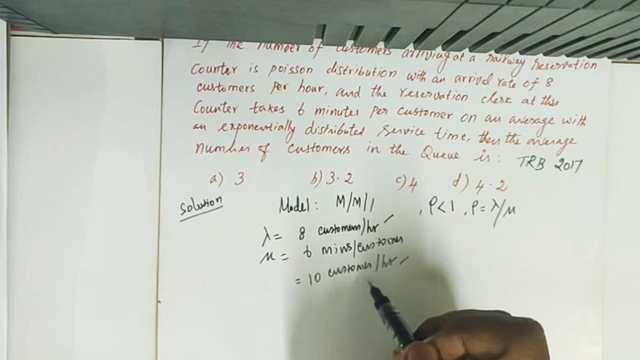 1) The number of customers arriving at a railway reservation
counter is poisson distribution with an arrival rate of 8
customers per hour, and the reservation clerk at this
counter takes 6 minutes per customer on an average with
an exponentially distributed service time, then the average
number of customers in the Queue is : TRB 2017
a) 3 b) 3.2 c) 4 d) 4.2
Solution Model : M/M/1 , ρ<1 , ρ=λ/μ
λ = 8 customers/hr ✓
μ = 6 mins/customer
= 10 customer/hr ✓